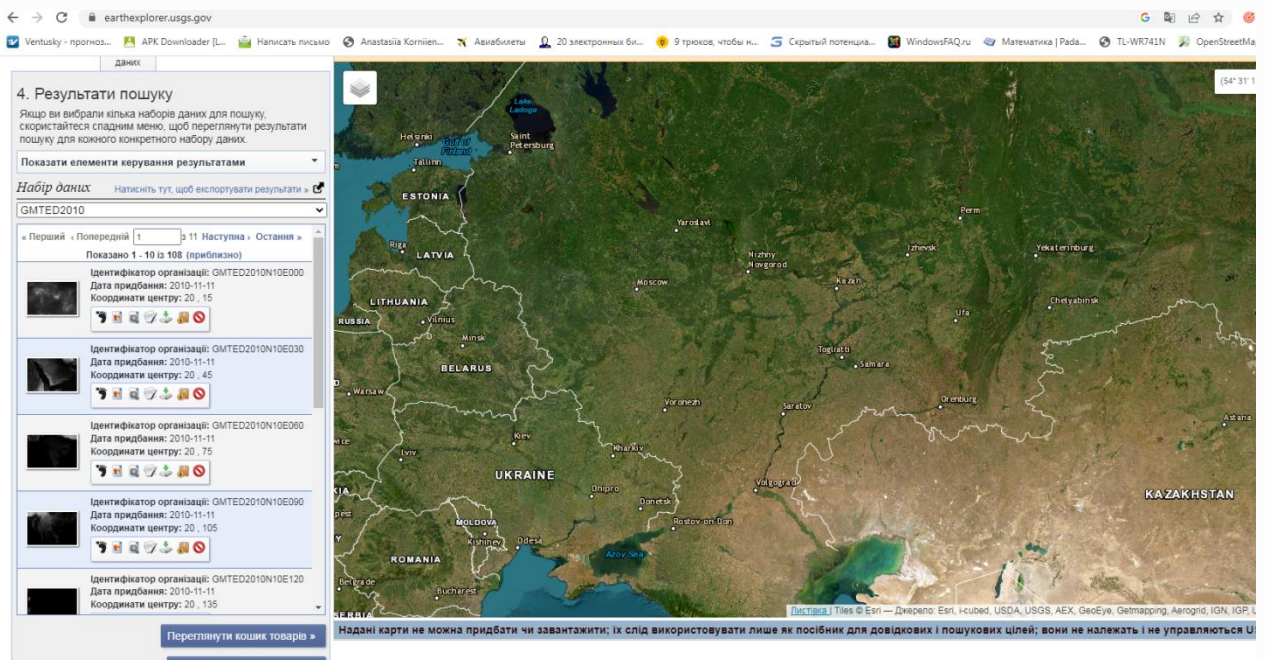 earthexplorer.usgs.gov
Ventusky - прогноз... APK Downloader [L... Написать письмо Anastasiia Korniien... Авиабилеты 20 электронных би... 9 трюков, чтобы н... Скрытый потенциа... WindowsFAQ.ru Математика | Pada... TL-WR741N OpenStreetMa
даних
4. Результати пошуку
Якщо ви вибрали кілька наборів даних для пошуку,
скористайтеся спадним меню, щоб переглянути результати
пошуку для кожного конкретного набору даних.
Показати елементи керування результатами
Набір даних Натисніть тут, щоб експортувати результати »
GMTED2010
« Перший ‹ Попередній 1 з 11 Наступна › Остання »
Показано 1 - 10 із 108 (приблизно)
Ідентифікатор організації: GMTED2010N10E000
Дата придбання: 2010-11-11
Координати центру: 20 , 15
Ідентифікатор організації: GMTED2010N10E030
Дата придбання: 2010-11-11
Координати центру: 20 , 45
Ідентифікатор організації: GMTED2010N10E060
Дата придбання: 2010-11-11
Координати центру: 20 , 75
Ідентифікатор організації: GMTED2010N10E090
Дата придбання: 2010-11-11
Координати центру: 20 , 105
Ідентифікатор організації: GMTED2010N10E120
Дата придбання: 2010-11-11
Координати центру: 20 , 135
Переглянути кошик товарів »
(54° 31' 1
Lake
Ladoga
Helsinki
Gulf of
Finland
Saint
Petersburg
Tallinn
ESTONIA
Perm
Yaroslavl
Riga
LATVIA
Nizhny
Novgorod
Izhevsk
Yekaterinburg
Moscow
Kazan
LITHUANIA
Chelyabinsk
RUSSIA
Vilnius
Ufa
Minsk
Togliatti
Samara
BELARUS
Warsaw
Voronezh
Saratov
Orenburg
Astana
Kiev
Lviv
Kharkiv
UKRAINE
Volgograd
Dnipro
KAZAKHSTAN
Donetsk
MOLDOVA
Rostov-on-Don
Kishinev
Odesa
ROMANIA
Azov Sea
Belgrade
Bucharest
SERBIA
Листівка | Tiles © Esri — Джерело: Esri, i-cubed, USDA, USGS, AEX, GeoEye, Getmapping, Aerogrid, IGN, IGP,
Надані карти не можна придбати чи завантажити; їх слід використовувати лише як посібник для довідкових і пошукових цілей; вони не належать і не управляються